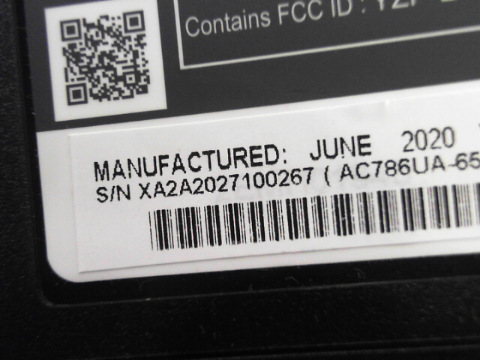 Contains FCC ID :
MANUFACTURED: JUNE 2020
S/N XA2A2027100267 ( AC786UA-65